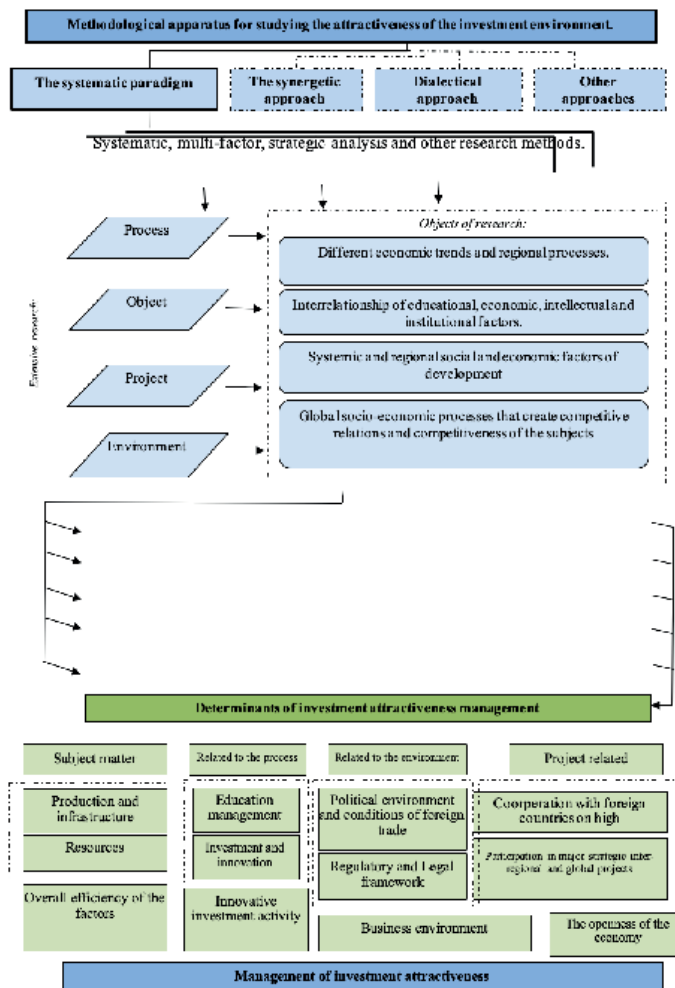 Methodological apparatus for studying the attractiveness of the investment environment.
The systematic paradigm
The synergetic
approach
Dialectical
approach
Other
approaches
Systematic, multi-factor, strategic analysis and other research methods.
Objects of research:
Process
Different economic trends and regional processes.
Object
Interrelationship of educational, economic, intellectual and
institutional factors.
Project
Systemic and regional social and economic factors of
development
Environment
Global socio-economic processes that create competitive
relations and competitiveness of the subjects
research
Determinants of investment attractiveness management
Subject matter
Related to the process
Related to the environment
Project related
Production and
infrastructure
Education
management
Political environment
and conditions of foreign
trade
Coorperation with foreign
countries on high
Resources
Investment and
innovation
Regulatory and Legal
framework
Participation in major strategic inter-
regional and global projects
Overall efficiency of the
factors
Innovative
investment activity
Business environment
The openness of the
economy
Management of investment attractiveness